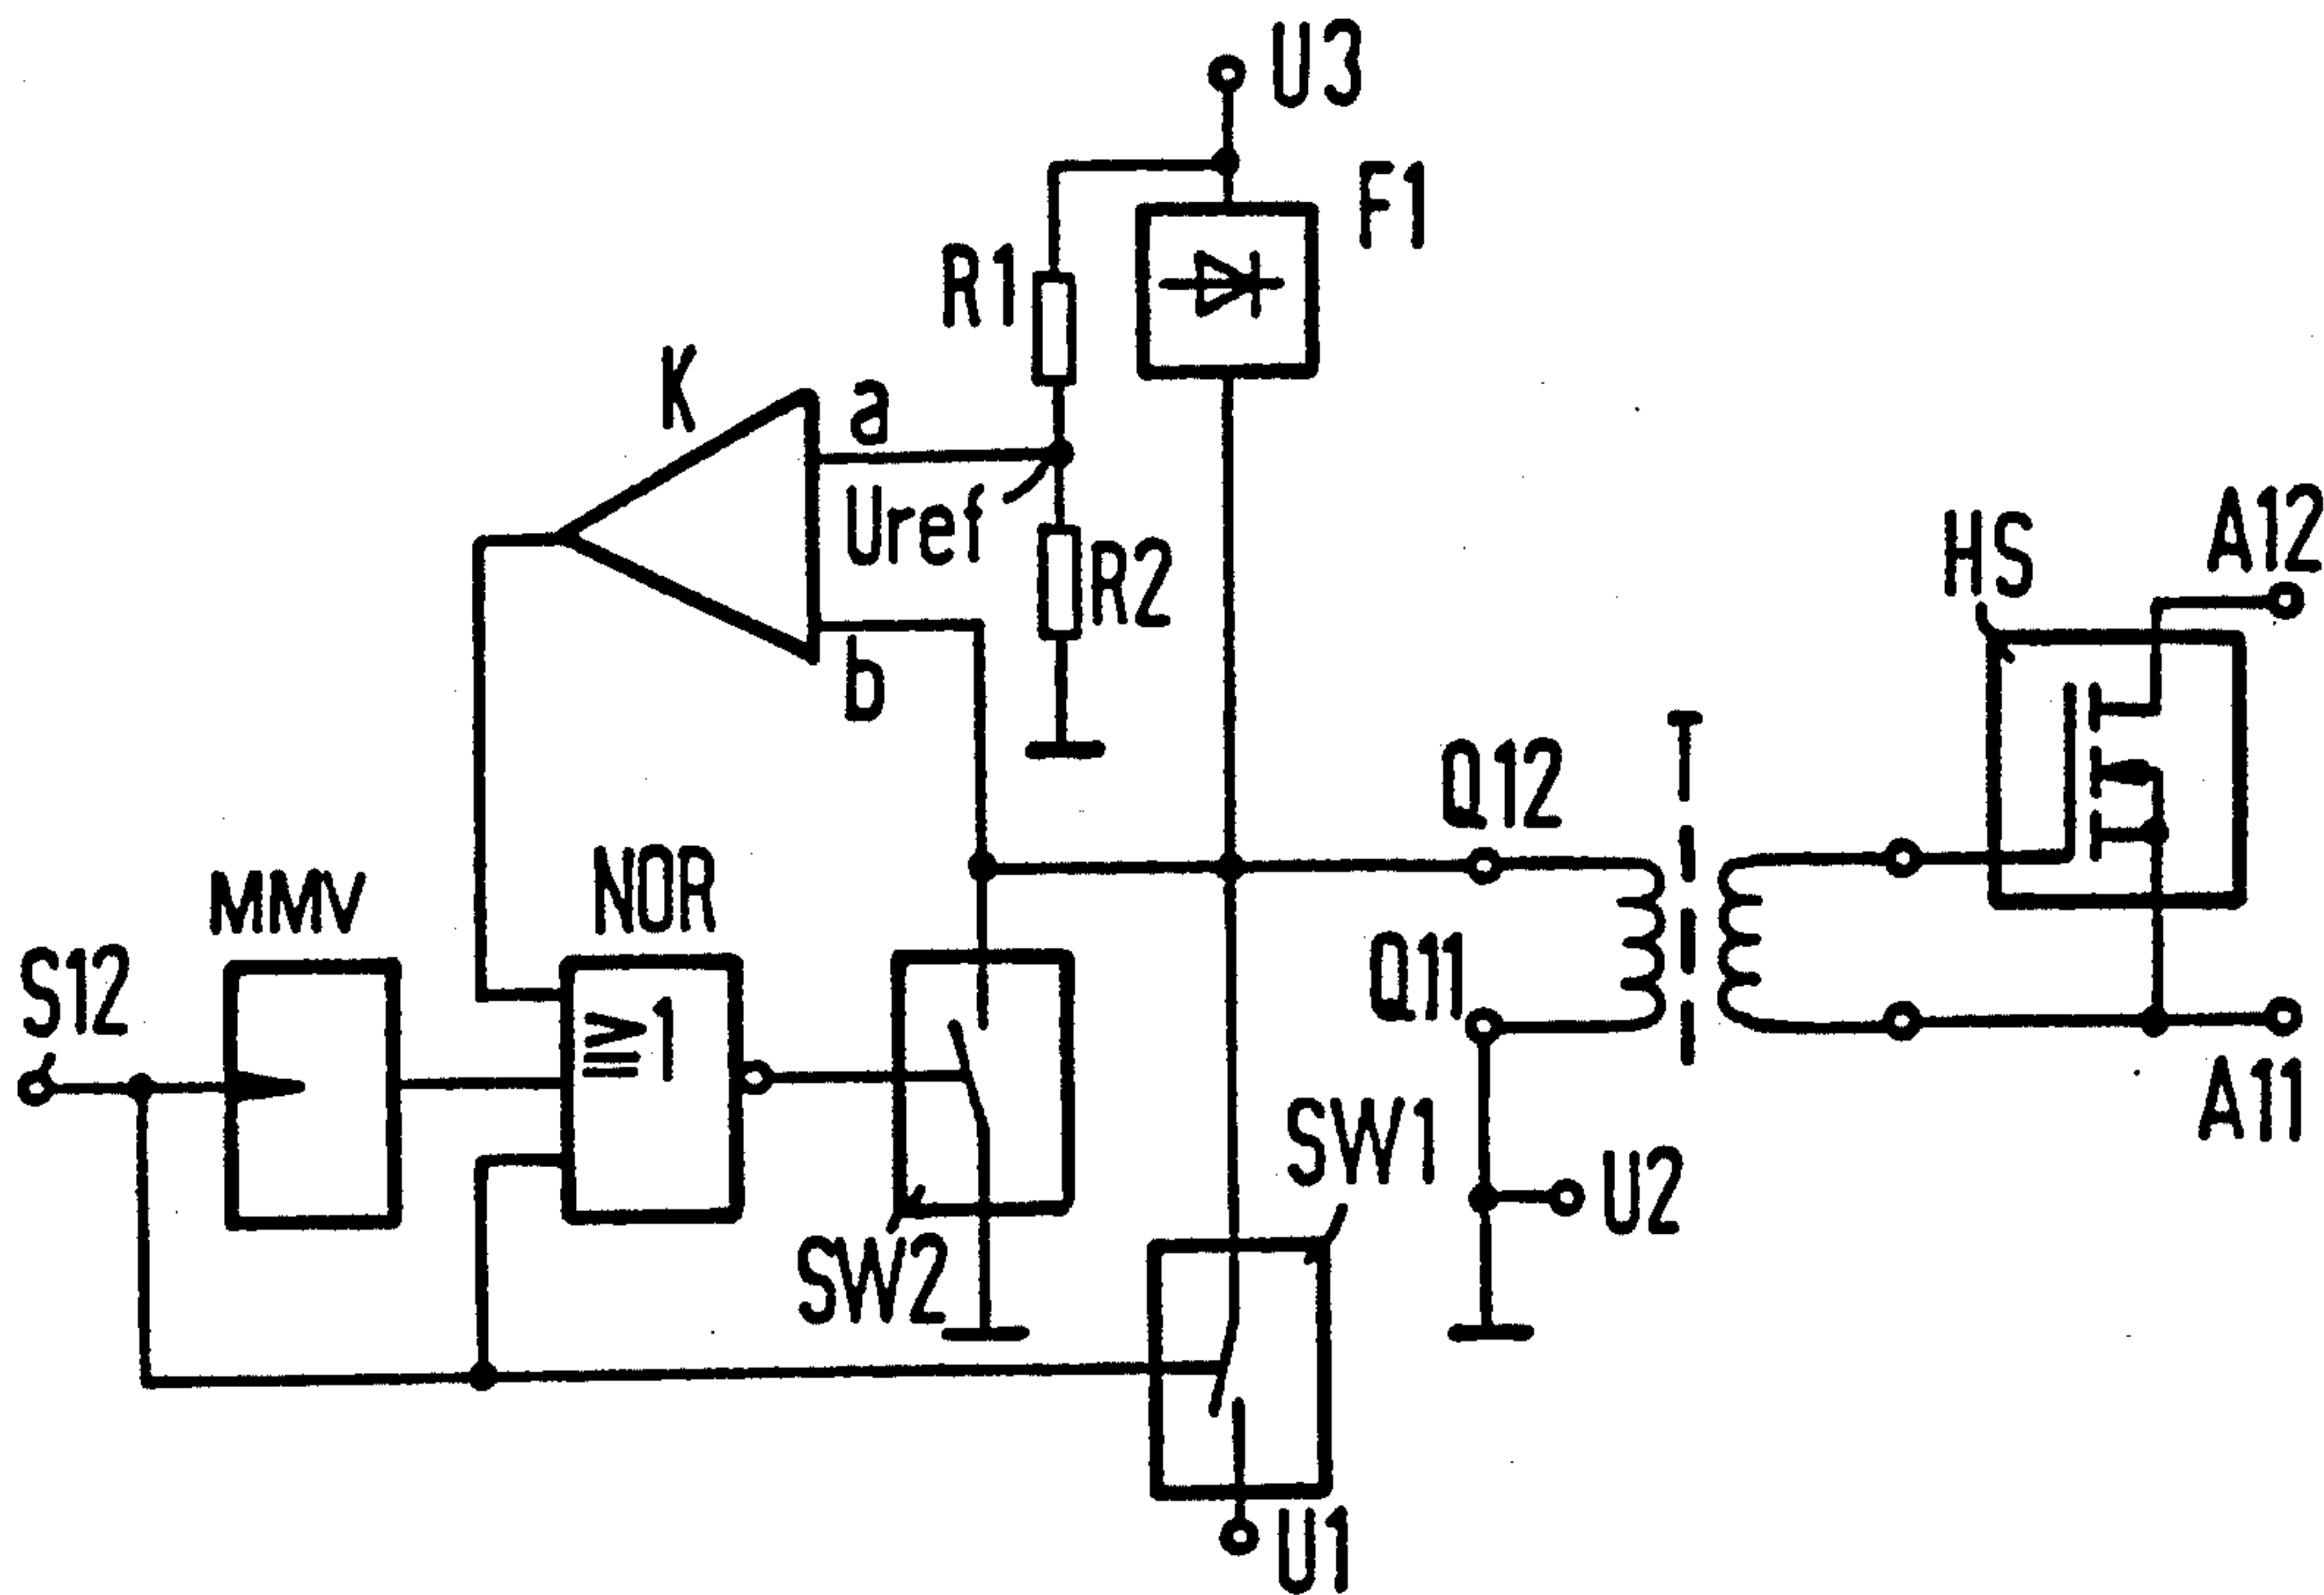 U3
F1
R1
K
a
Uref
R2
b
HS
A12
T
Q12
NOR
MMV
S12
≥1
Q11
SW1
A11
U2
SW2
U1